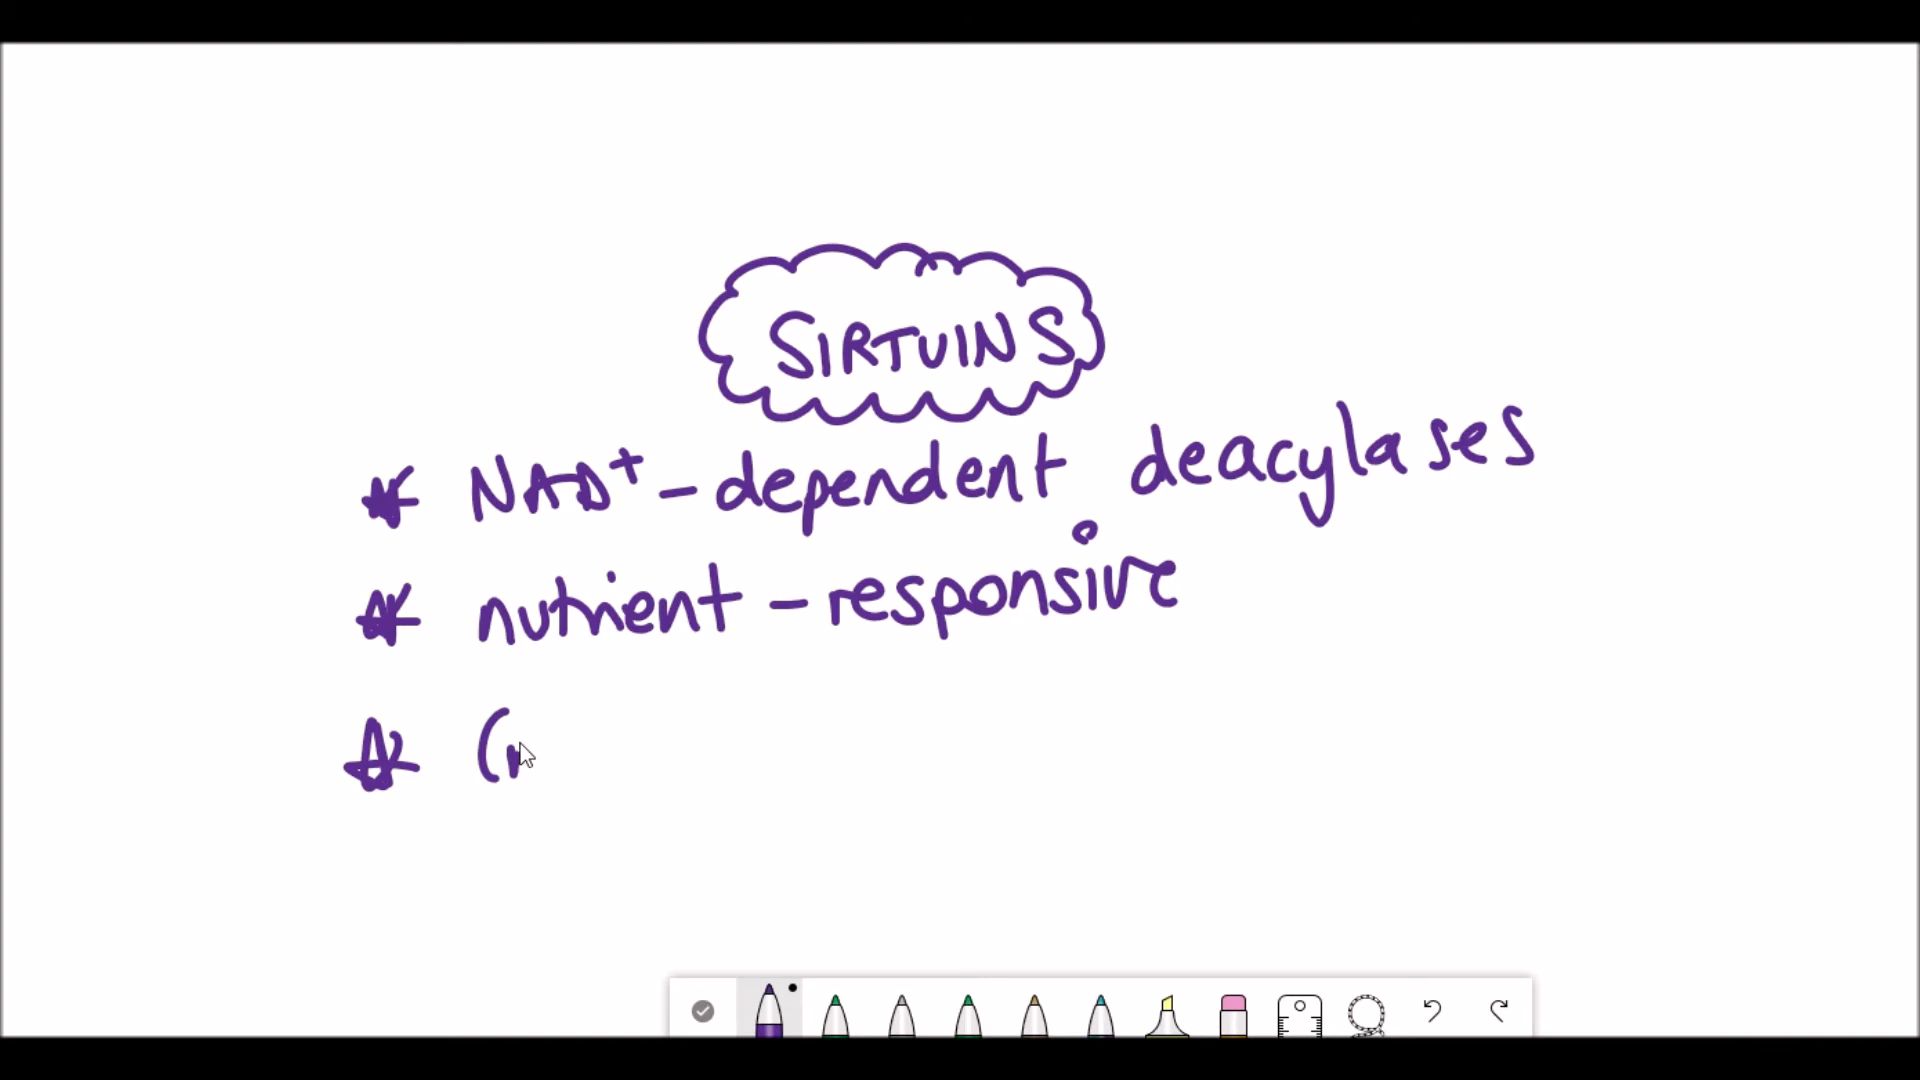 SIRTUINS
* NAD+-dependent deacylases
* nutrient-responsive
* (